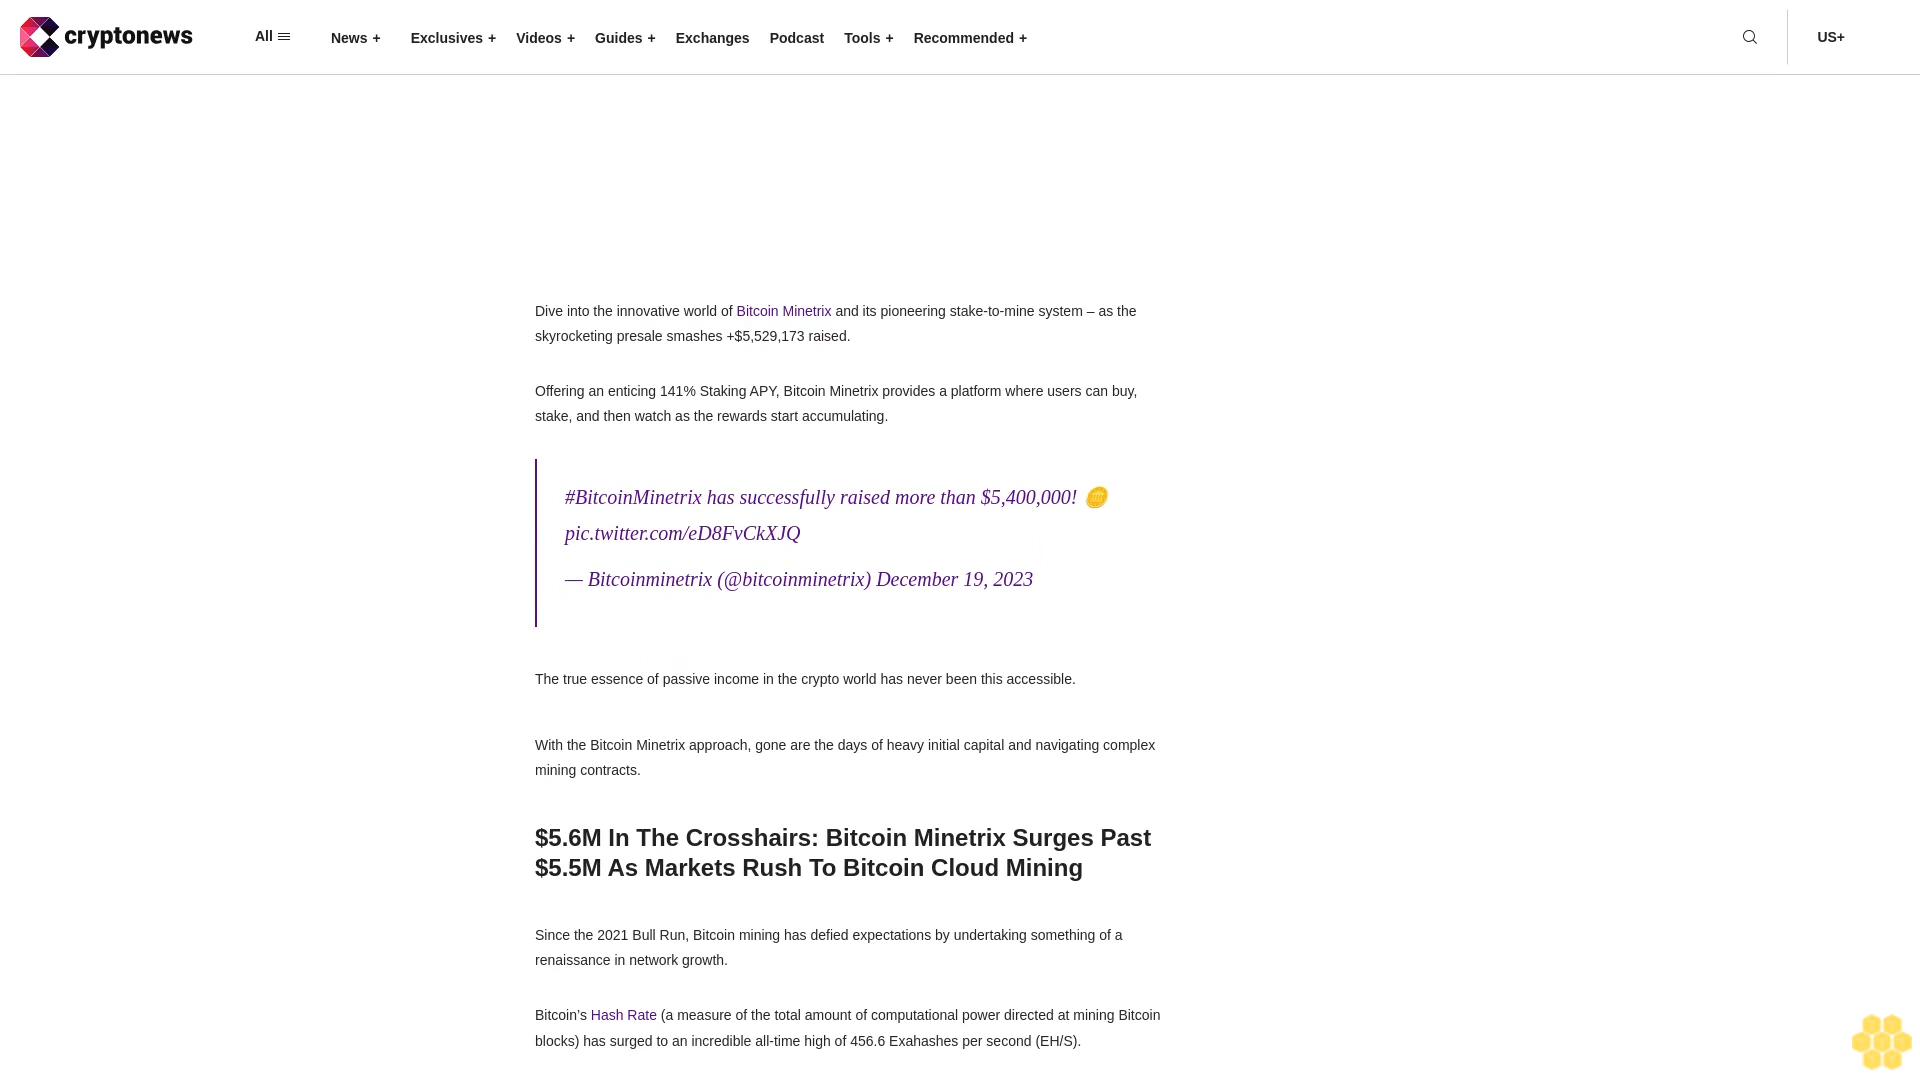 cryptonews
All
News +
Exclusives +
Videos +
Guides +
Exchanges
Podcast
Tools +
Recommended +
US+
Dive into the innovative world of Bitcoin Minetrix and its pioneering stake-to-mine system – as the
skyrocketing presale smashes +$5,529,173 raised.
Offering an enticing 141% Staking APY, Bitcoin Minetrix provides a platform where users can buy,
stake, and then watch as the rewards start accumulating.
#BitcoinMinetrix has successfully raised more than $5,400,000! 🪙
pic.twitter.com/eD8FvCkXJQ
— Bitcoinminetrix (@bitcoinminetrix) December 19, 2023
The true essence of passive income in the crypto world has never been this accessible.
With the Bitcoin Minetrix approach, gone are the days of heavy initial capital and navigating complex
mining contracts.
$5.6M In The Crosshairs: Bitcoin Minetrix Surges Past
$5.5M As Markets Rush To Bitcoin Cloud Mining
Since the 2021 Bull Run, Bitcoin mining has defied expectations by undertaking something of a
renaissance in network growth.
Bitcoin’s Hash Rate (a measure of the total amount of computational power directed at mining Bitcoin
blocks) has surged to an incredible all-time high of 456.6 Exahashes per second (EH/S).